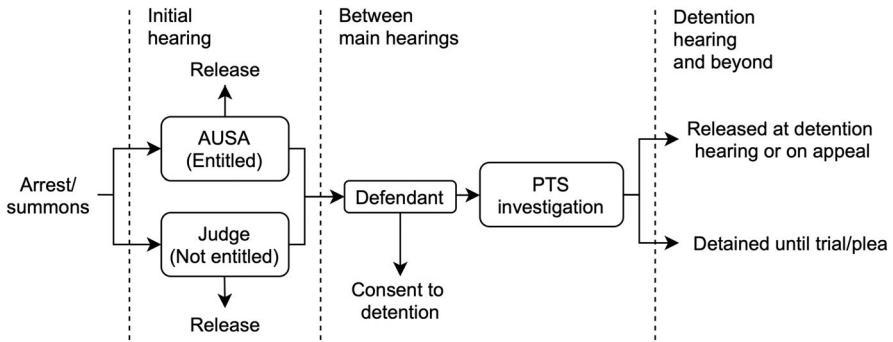 Initial
hearing
Between
main hearings
Detention
hearing
and beyond
Release
AUSA
(Entitled)
Arrest/
summons
Judge
(Not entitled)
Release
Defendant
Consent to
detention
PTS
investigation
Released at detention
hearing or on appeal
Detained until trial/plea